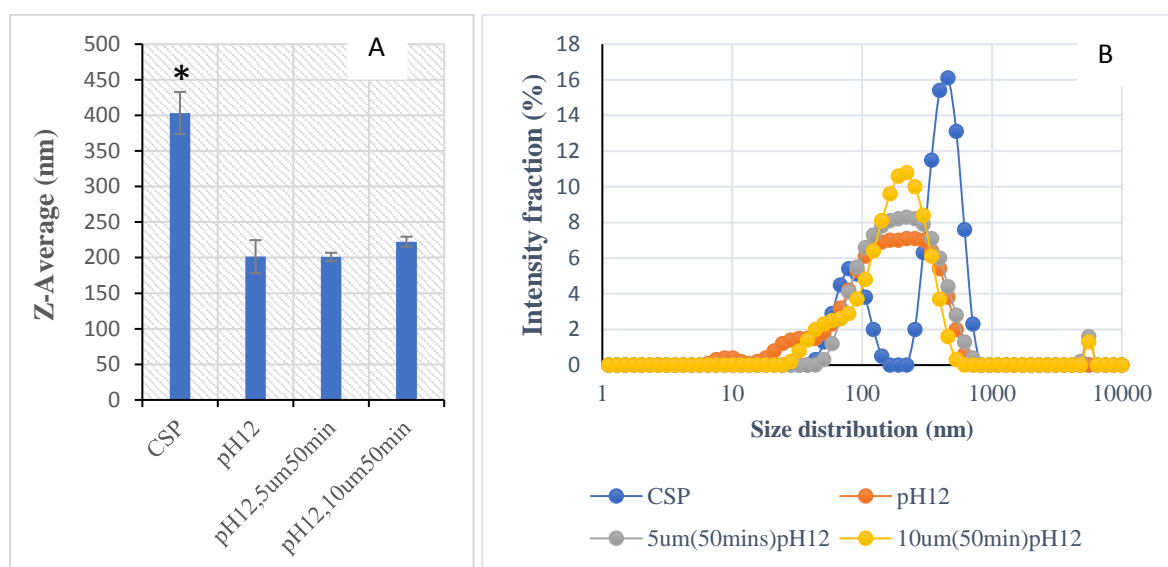 A
Z-Average (nm)
500
450
400
350
300
250
200
150
100
50
0
*
CSP
pH12
pH12,5um50min
pH12,10um50min
B
Intensity fraction (%)
18
16
14
12
10
8
6
4
2
0
1 10 100 1000 10000
Size distribution (nm)
CSP pH12
5um(50mins)pH12 10um(50min)pH12